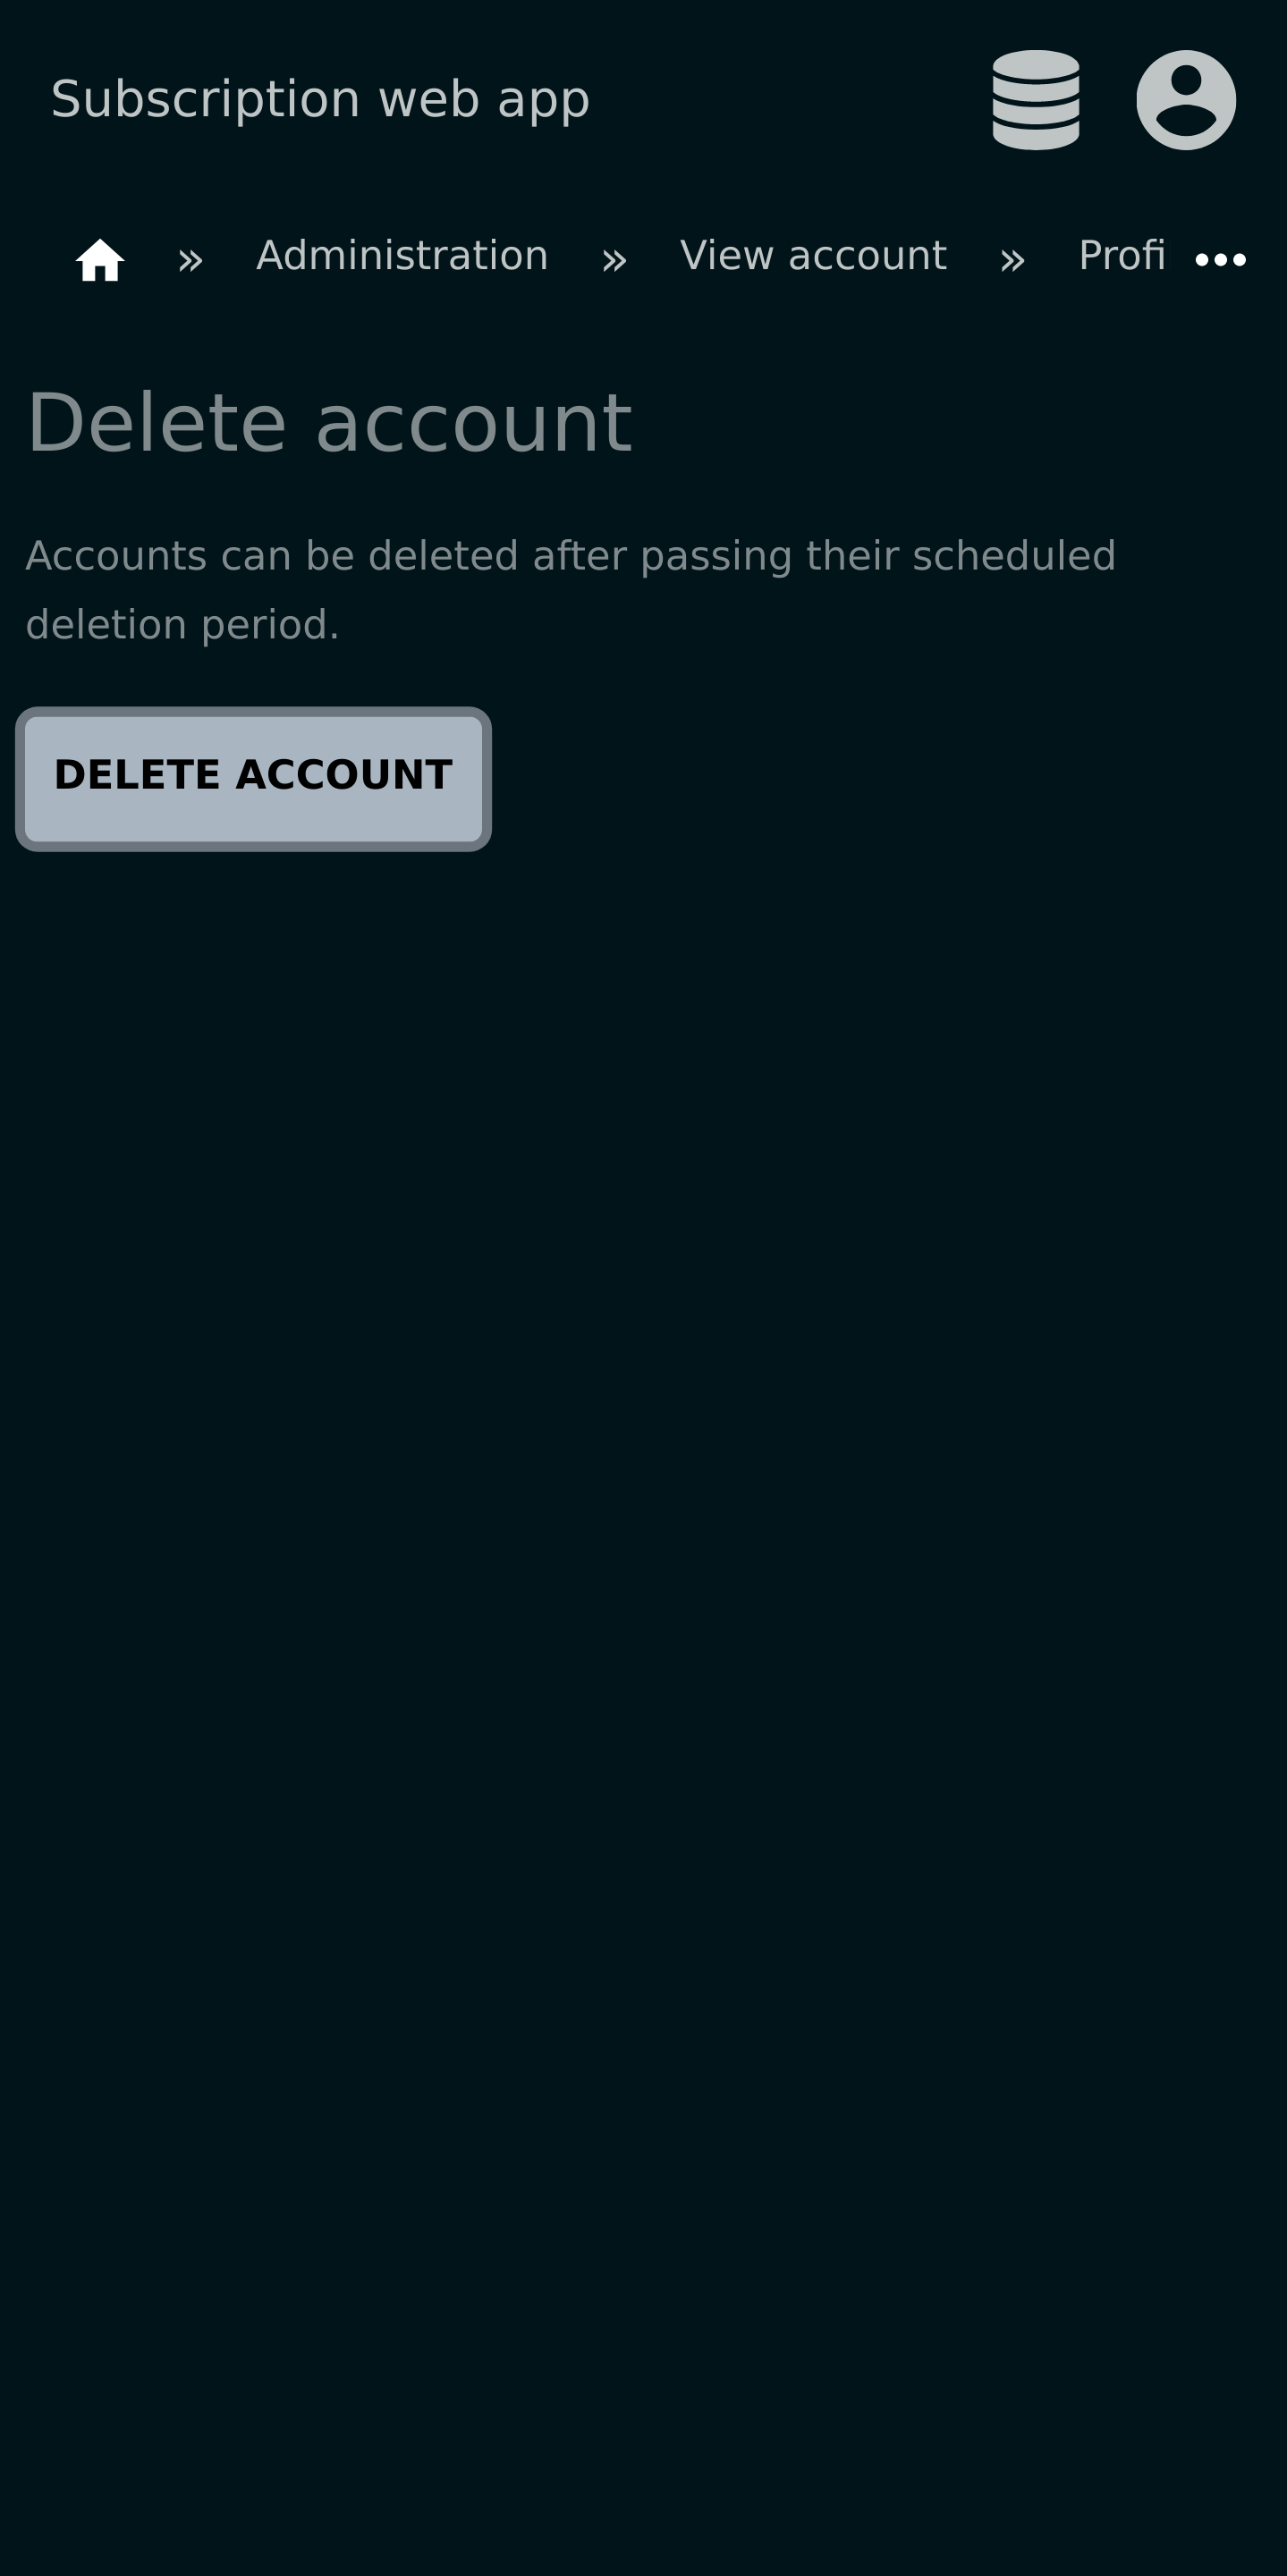 Subscription web app
» Administration » View account » Profi •••
Delete account
Accounts can be deleted after passing their scheduled
deletion period.
DELETE ACCOUNT